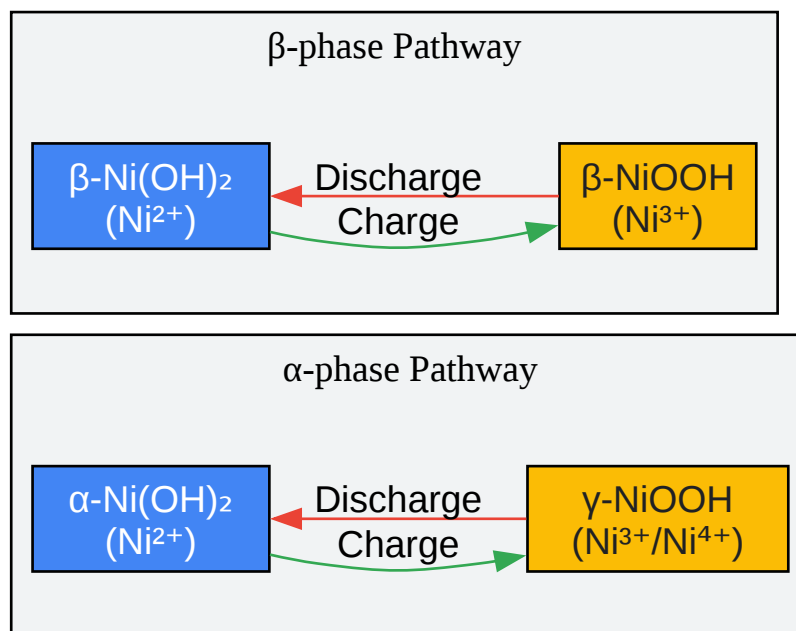 β-phase Pathway
β-Ni(OH)₂
(Ni²⁺)
Discharge
Charge
β-NiOOH
(Ni³⁺)
α-phase Pathway
α-Ni(OH)₂
(Ni²⁺)
Discharge
Charge
γ-NiOOH
(Ni³⁺/Ni⁴⁺)